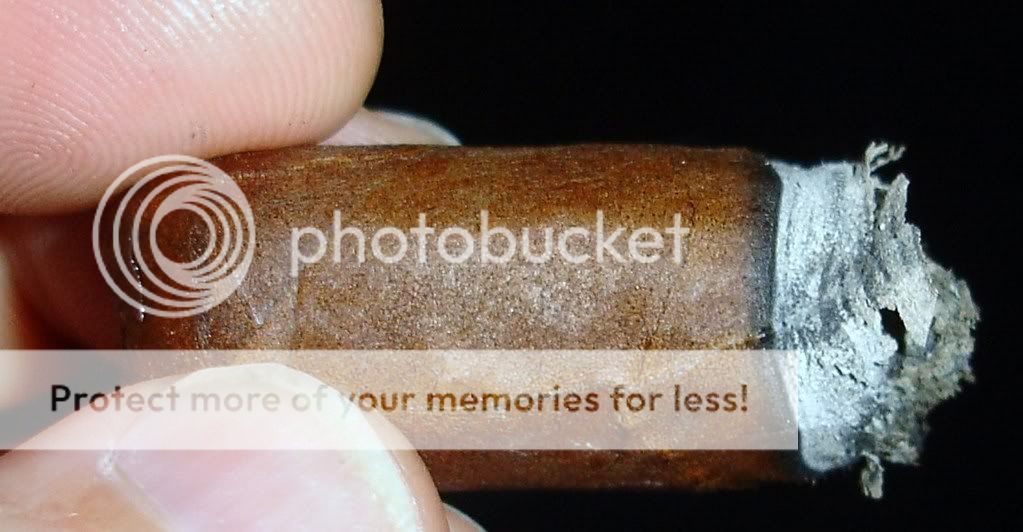 photobucket
Protect more of your memories for less!